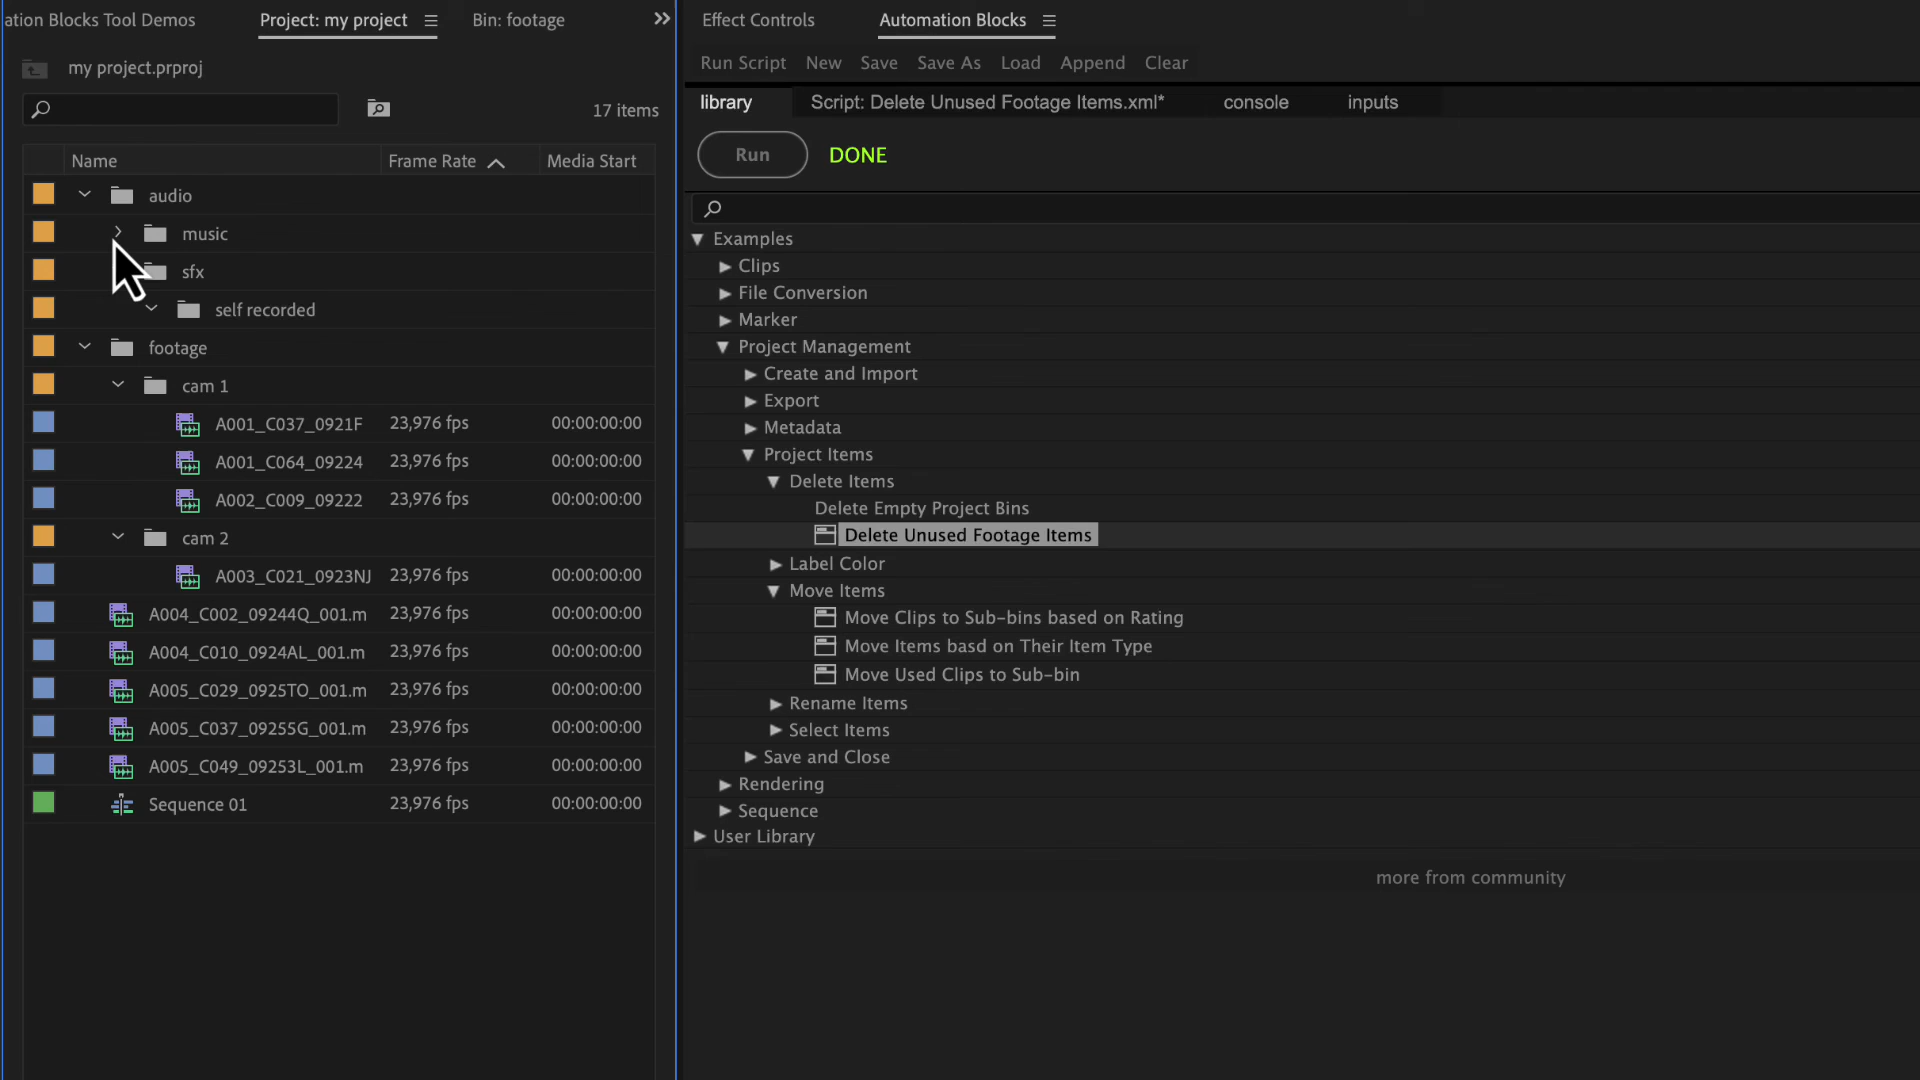 ation Blocks Tool Demos
Project: my project
Bin: footage
my project.prproj
17 items
Name
Frame Rate
Media Start
audio
music
sfx
self recorded
footage
cam 1
A001_C037_0921F 23,976 fps 00:00:00:00
A001_C064_09224 23,976 fps 00:00:00:00
A002_C009_09222 23,976 fps 00:00:00:00
cam 2
A003_C021_0923NJ 23,976 fps 00:00:00:00
A004_C002_09244Q_001.m 23,976 fps 00:00:00:00
A004_C010_0924AL_001.m 23,976 fps 00:00:00:00
A005_C029_0925TO_001.m 23,976 fps 00:00:00:00
A005_C037_09255G_001.m 23,976 fps 00:00:00:00
A005_C049_09253L_001.m 23,976 fps 00:00:00:00
Sequence 01 23,976 fps 00:00:00:00
Effect Controls
Automation Blocks
Run Script New Save Save As Load Append Clear
library
Script: Delete Unused Footage Items.xml*
console
inputs
Run
DONE
Examples
Clips
File Conversion
Marker
Project Management
Create and Import
Export
Metadata
Project Items
Delete Items
Delete Empty Project Bins
Delete Unused Footage Items
Label Color
Move Items
Move Clips to Sub-bins based on Rating
Move Items basd on Their Item Type
Move Used Clips to Sub-bin
Rename Items
Select Items
Save and Close
Rendering
Sequence
User Library
more from community